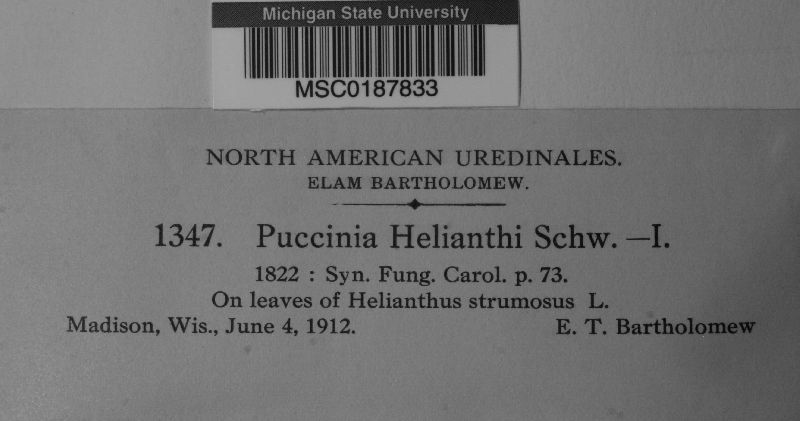 Michigan State University
MSC0187833
NORTH AMERICAN UREDINALES.
ELAM BARTHOLOMEW.
1347. Puccinia Helianthi Schw. —I.
1822 : Syn. Fung. Carol. p. 73.
On leaves of Helianthus strumosus L.
Madison, Wis., June 4, 1912. E. T. Bartholomew